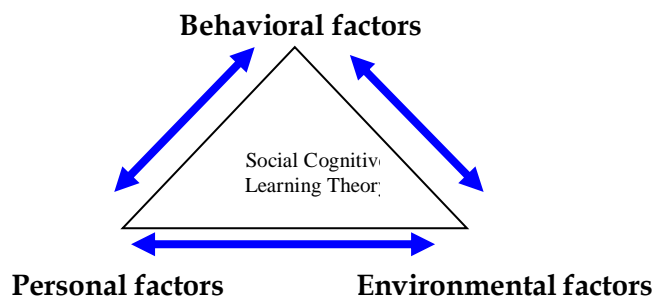 Behavioral factors
Social Cognitiv
Learning Theor
Personal factors
Environmental factors